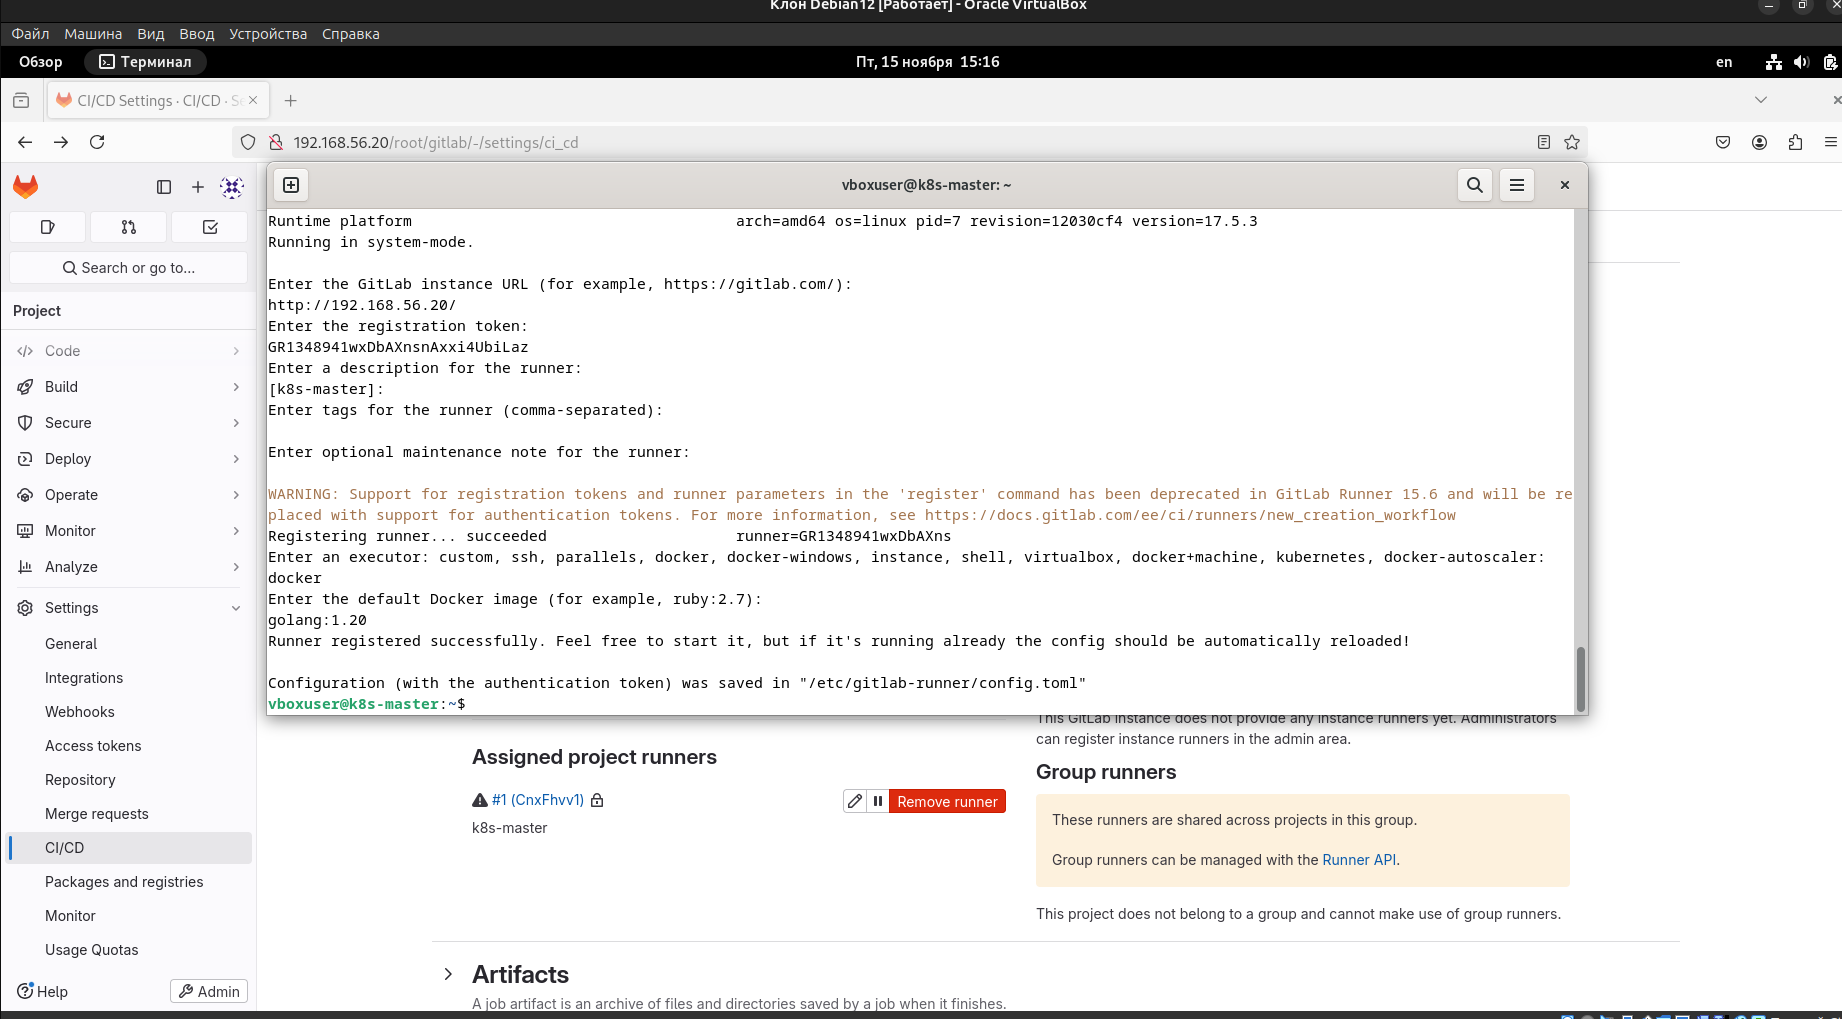 Клон Debian12 [Работает] - Oracle VirtualBox
Файл Машина Вид Ввод Устройства Справка
Обзор Терминал Пт, 15 ноября 15:16 en
CI/CD Settings · CI/CD · Se
192.168.56.20/root/gitlab/-/settings/ci_cd
Search or go to...
Project
Code
Build
Secure
Deploy
Operate
Monitor
Analyze
Settings
General
Integrations
Webhooks
Access tokens
Repository
Merge requests
CI/CD
Packages and registries
Monitor
Usage Quotas
Help Admin
vboxuser@k8s-master: ~
Runtime platform arch=amd64 os=linux pid=7 revision=12030cf4 version=17.5.3
Running in system-mode.
Enter the GitLab instance URL (for example, https://gitlab.com/):
http://192.168.56.20/
Enter the registration token:
GR1348941wxDbAXnsnAxxi4UbiLaz
Enter a description for the runner:
[k8s-master]:
Enter tags for the runner (comma-separated):
Enter optional maintenance note for the runner:
WARNING: Support for registration tokens and runner parameters in the 'register' command has been deprecated in GitLab Runner 15.6 and will be re
placed with support for authentication tokens. For more information, see https://docs.gitlab.com/ee/ci/runners/new_creation_workflow
Registering runner... succeeded runner=GR1348941wxDbAXns
Enter an executor: custom, ssh, parallels, docker, docker-windows, instance, shell, virtualbox, docker+machine, kubernetes, docker-autoscaler:
docker
Enter the default Docker image (for example, ruby:2.7):
golang:1.20
Runner registered successfully. Feel free to start it, but if it's running already the config should be automatically reloaded!
Configuration (with the authentication token) was saved in "/etc/gitlab-runner/config.toml"
vboxuser@k8s-master:~$
Assigned project runners
#1 (CnxFhvv1)
Remove runner
k8s-master
This GitLab instance does not provide any instance runners yet. Administrators
can register instance runners in the admin area.
Group runners
These runners are shared across projects in this group.
Group runners can be managed with the Runner API.
This project does not belong to a group and cannot make use of group runners.
Artifacts
A job artifact is an archive of files and directories saved by a job when it finishes.